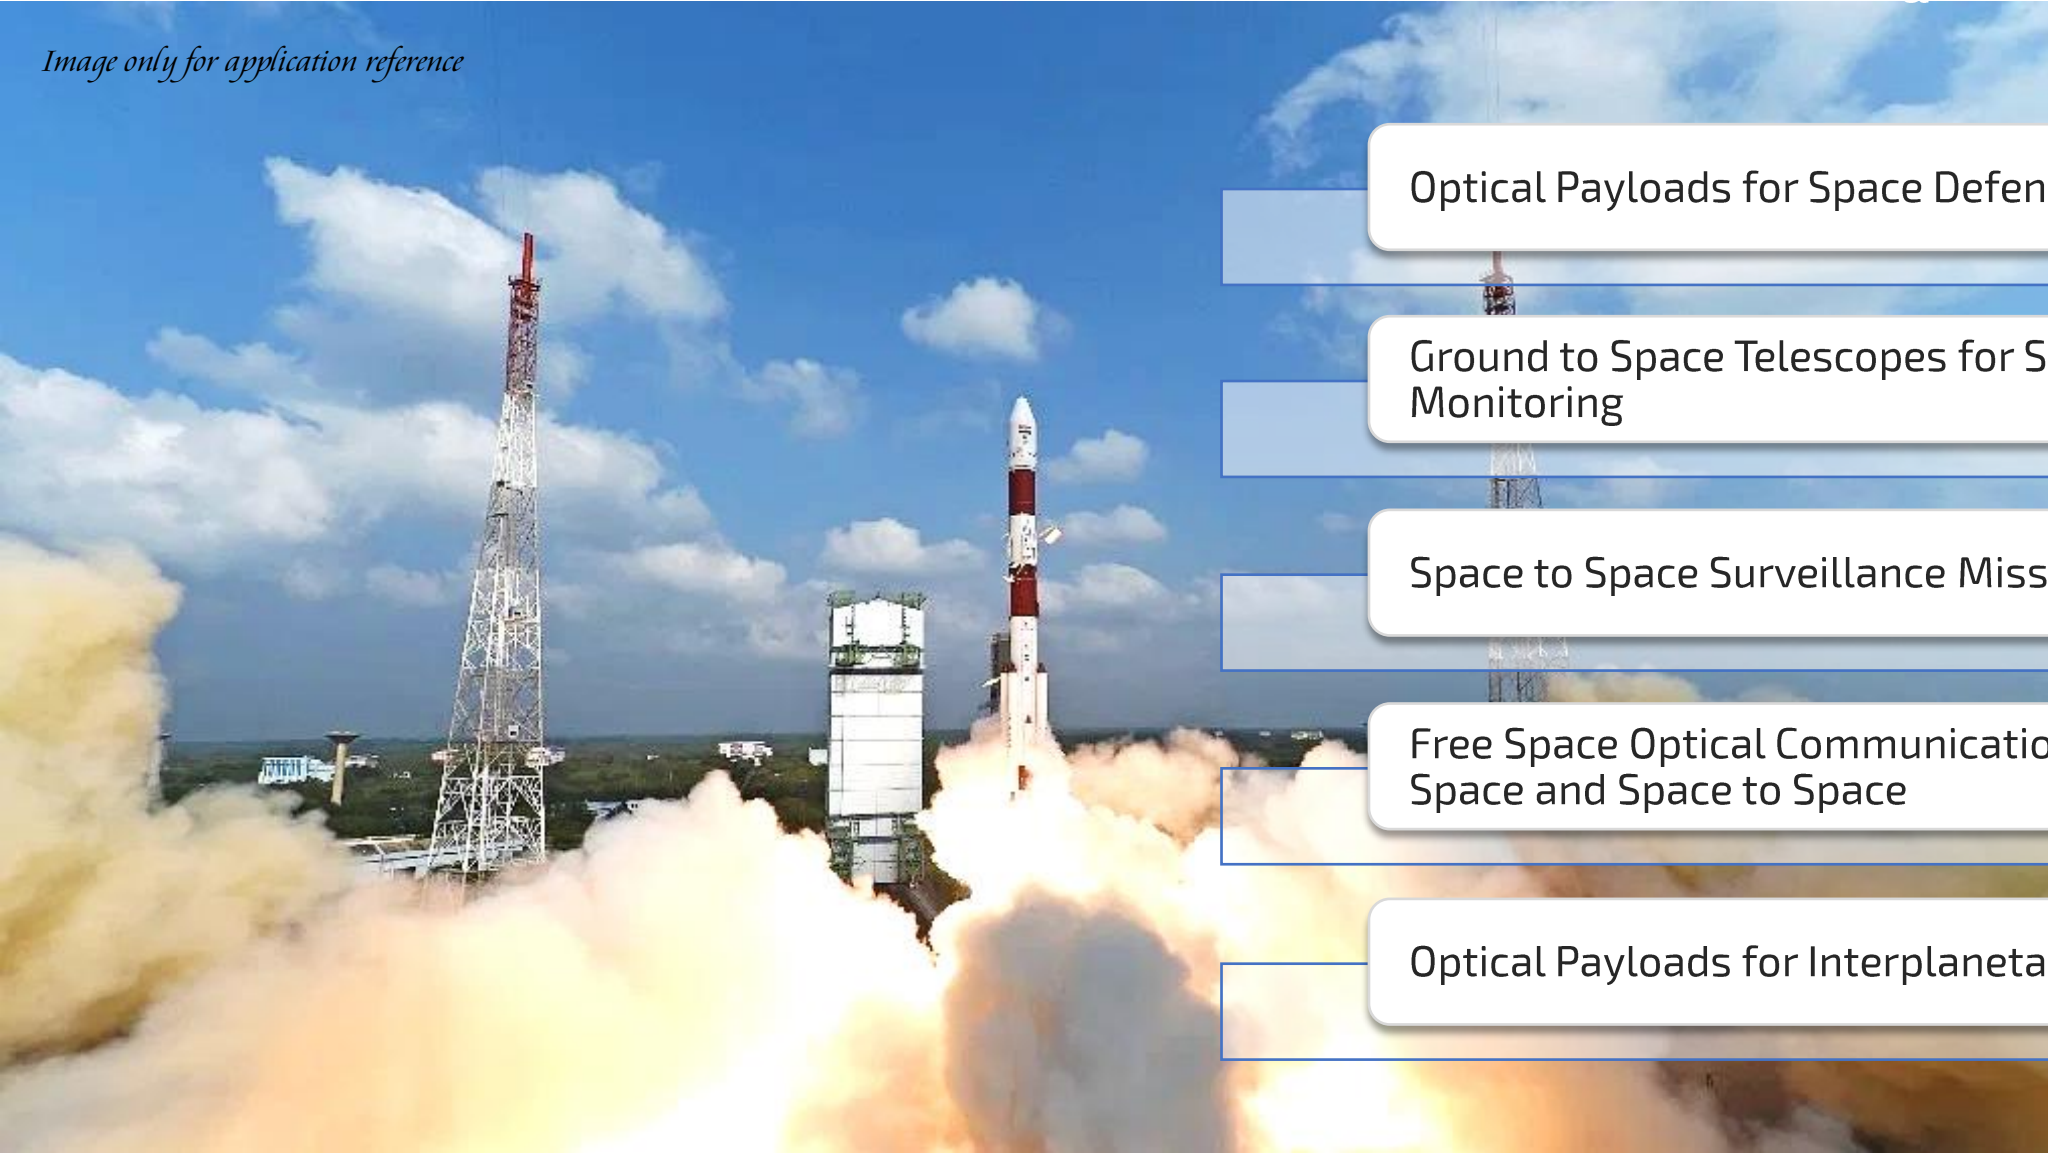 Image only for application reference
Optical Payloads for Space Defen
Ground to Space Telescopes for S
Monitoring
Space to Space Surveillance Miss
Free Space Optical Communicatio
Space and Space to Space
Optical Payloads for Interplaneta